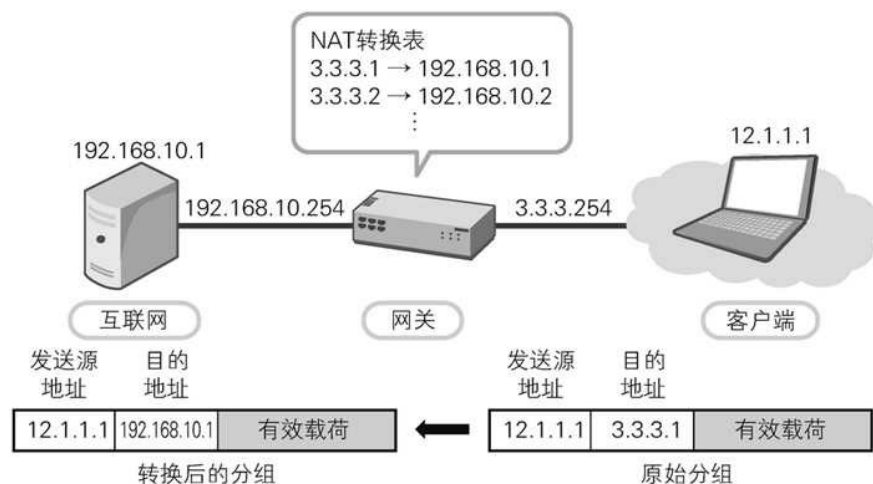 NAT转换表
3.3.3.1 → 192.168.10.1
3.3.3.2 → 192.168.10.2
⋮
192.168.10.1
192.168.10.254
3.3.3.254
12.1.1.1
互联网
网关
客户端
发送源
地址
目的
地址
12.1.1.1
192.168.10.1
有效载荷
转换后的分组
发送源
地址
目的
地址
12.1.1.1
3.3.3.1
有效载荷
原始分组